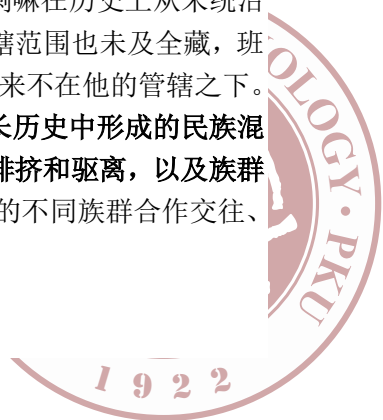 喇嘛在历史上从未统治
辖范围也未及全藏，班
来不在他的管辖之下。
长历史中形成的民族混
排挤和驱离，以及族群
的不同族群合作交往、
OLOGY · PKU
1922